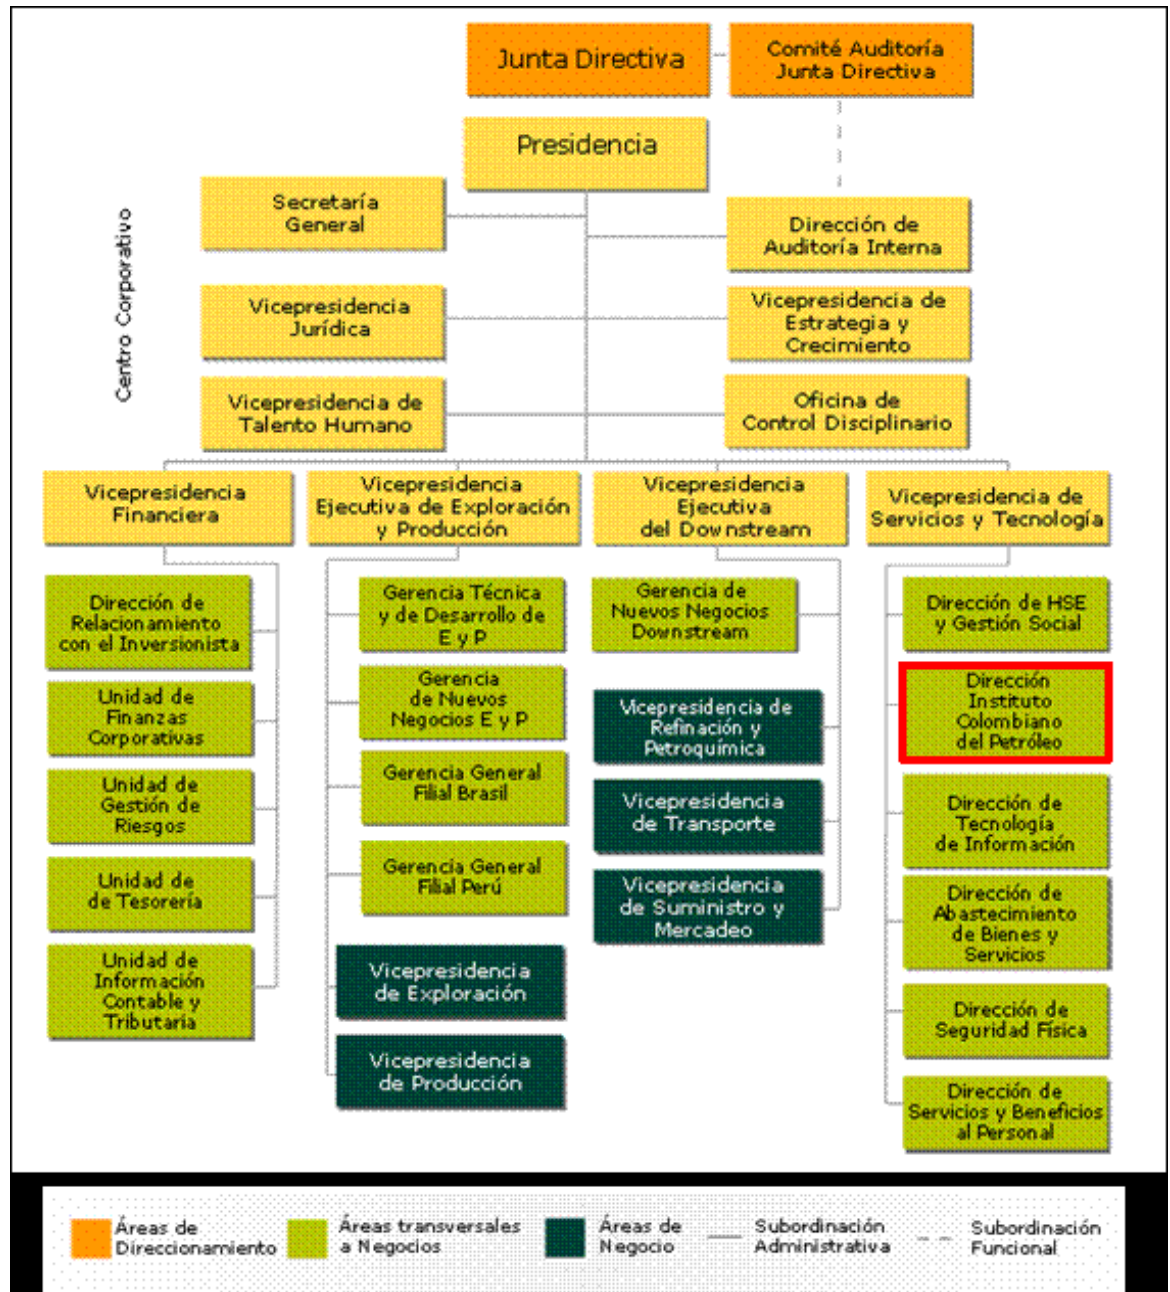 Junta Directiva
Comité Auditoría
Junta Directiva
Presidencia
Centro Corporativo
Secretaría
General
Dirección de
Auditoría Interna
Vicepresidencia
Jurídica
Vicepresidencia de
Estrategia y
Crecimiento
Vicepresidencia de
Talento Humano
Oficina de
Control Disciplinario
Vicepresidencia
Financiera
Vicepresidencia
Ejecutiva de Exploración
y Producción
Vicepresidencia
Ejecutiva
del Downstream
Vicepresidencia de
Servicios y Tecnología
Dirección de
Relacionamiento
con el Inversionista
Unidad de
Finanzas
Corporativas
Unidad de
Gestión de
Riesgos
Unidad de
de Tesorería
Unidad de
Información
Contable y
Tributaria
Gerencia Técnica
y de Desarrollo de
E y P
Gerencia
de Nuevos
Negocios E y P
Gerencia General
Filial Brasil
Gerencia General
Filial Perú
Vicepresidencia
de Exploración
Vicepresidencia
de Producción
Gerencia de
Nuevos Negocios
Downstream
Vicepresidencia de
Refinación y
Petroquímica
Vicepresidencia
de Transporte
Vicepresidencia
de Suministro y
Mercadeo
Dirección de HSE
y Gestión Social
Dirección
Instituto
Colombiano
del Petróleo
Dirección de
Tecnología
de Información
Dirección de
Abastecimiento
de Bienes y
Servicios
Dirección de
Seguridad Física
Dirección de
Servicios y Beneficios
al Personal
Áreas de
Direccionamiento
Áreas transversales
a Negocios
Áreas de
Negocio
Subordinación
Administrativa
Subordinación
Funcional